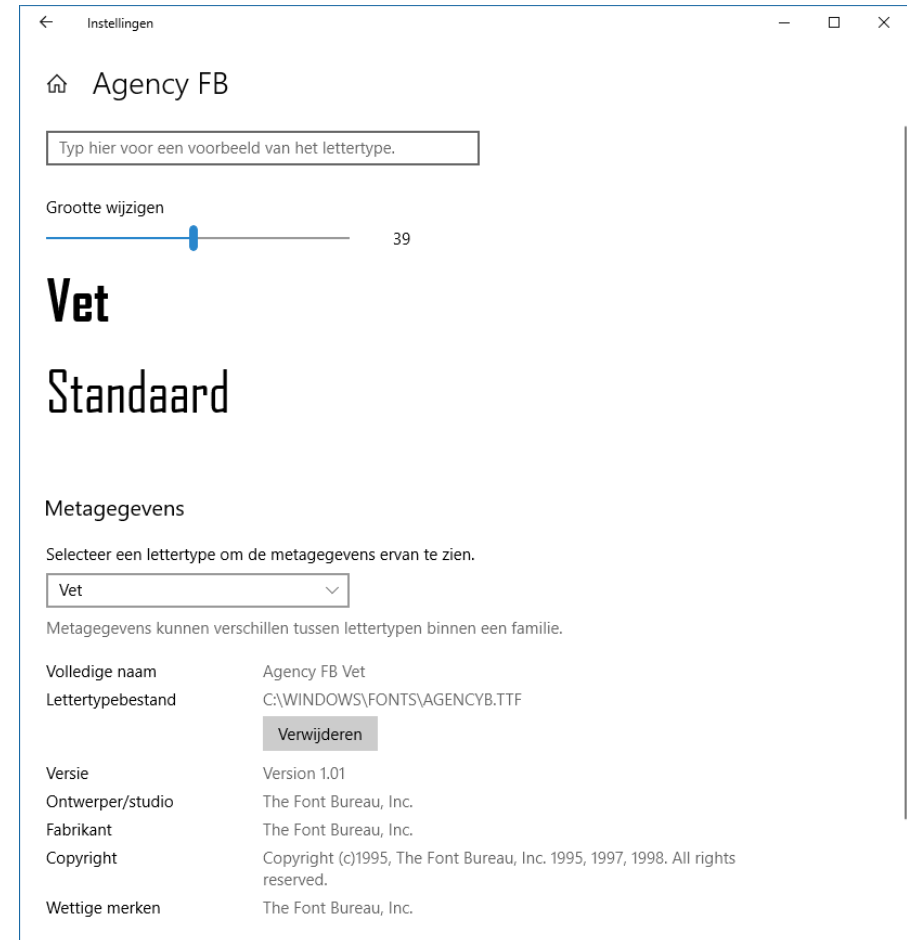 Instellingen
Agency FB
Typ hier voor een voorbeeld van het lettertype.
Grootte wijzigen
39
Vet
Standaard
Metagegevens
Selecteer een lettertype om de metagegevens ervan te zien.
Vet
Metagegevens kunnen verschillen tussen lettertypen binnen een familie.
Volledige naam Agency FB Vet
Lettertypebestand C:\WINDOWS\FONTS\AGENCYB.TTF
Verwijderen
Versie Version 1.01
Ontwerper/studio The Font Bureau, Inc.
Fabrikant The Font Bureau, Inc.
Copyright Copyright (c)1995, The Font Bureau, Inc. 1995, 1997, 1998. All rights
reserved.
Wettige merken The Font Bureau, Inc.